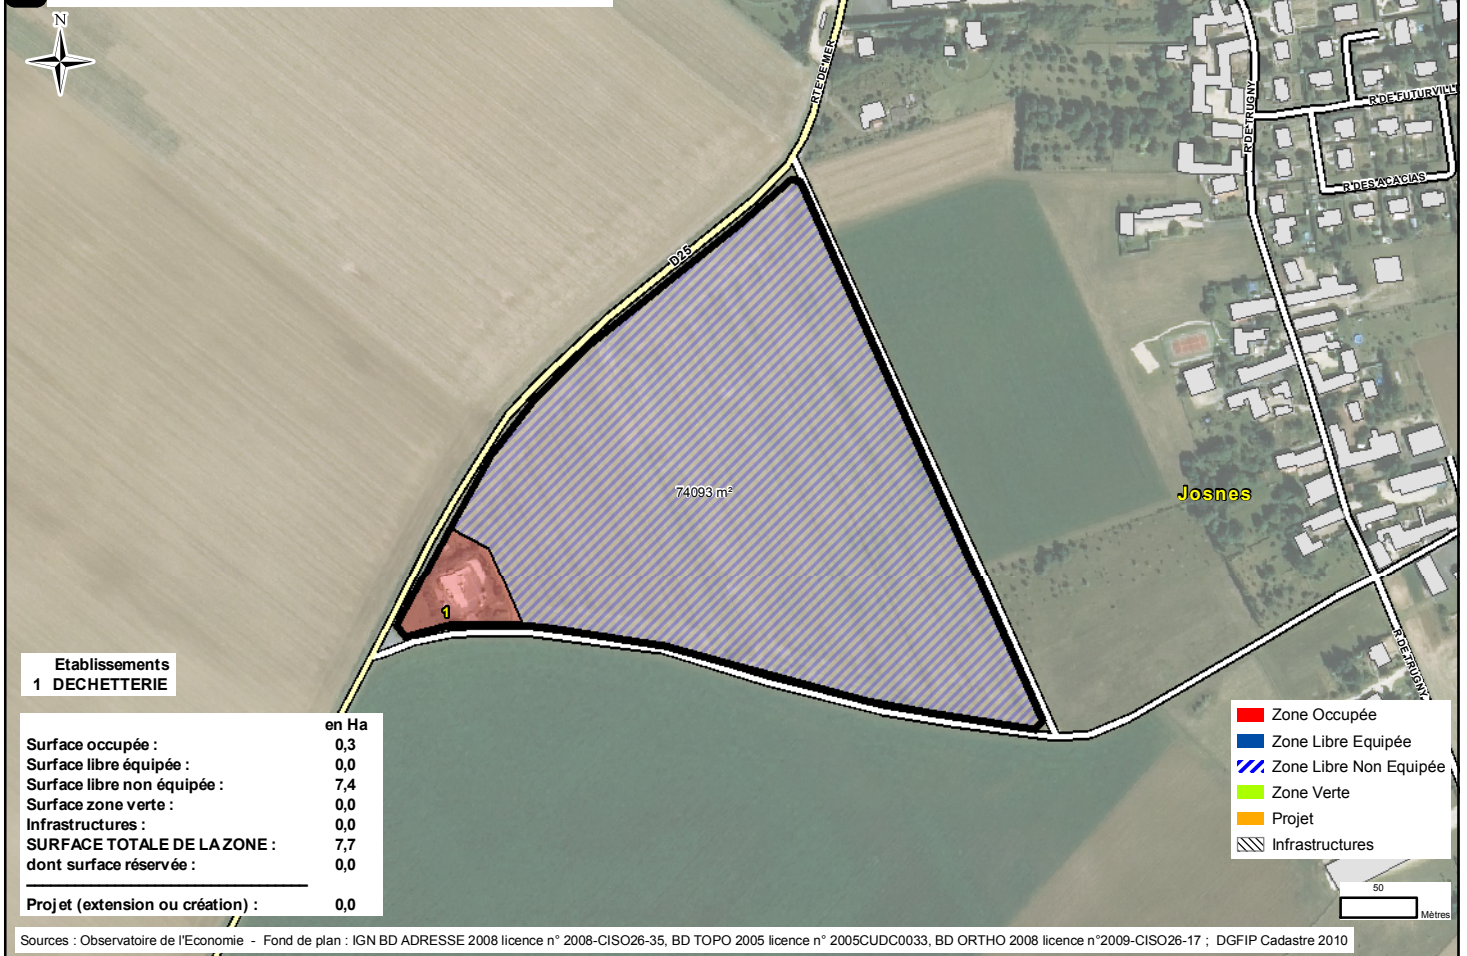 N
RTE DE MER
R DE TRUGNY
R DE FUTURVILL
R DES ACACIAS
D25
74093 m²
Josnes
1
R DE TRUGNY
Etablissements
1 DECHETTERIE
en Ha
Surface occupée : 0,3
Surface libre équipée : 0,0
Surface libre non équipée : 7,4
Surface zone verte : 0,0
Infrastructures : 0,0
SURFACE TOTALE DE LA ZONE : 7,7
dont surface réservée : 0,0
Projet (extension ou création) : 0,0
Zone Occupée
Zone Libre Equipée
Zone Libre Non Equipée
Zone Verte
Projet
Infrastructures
50
Mètres
Sources : Observatoire de l'Economie - Fond de plan : IGN BD ADRESSE 2008 licence n° 2008-CISO26-35, BD TOPO 2005 licence n° 2005CUDC0033, BD ORTHO 2008 licence n°2009-CISO26-17 ; DGFIP Cadastre 2010